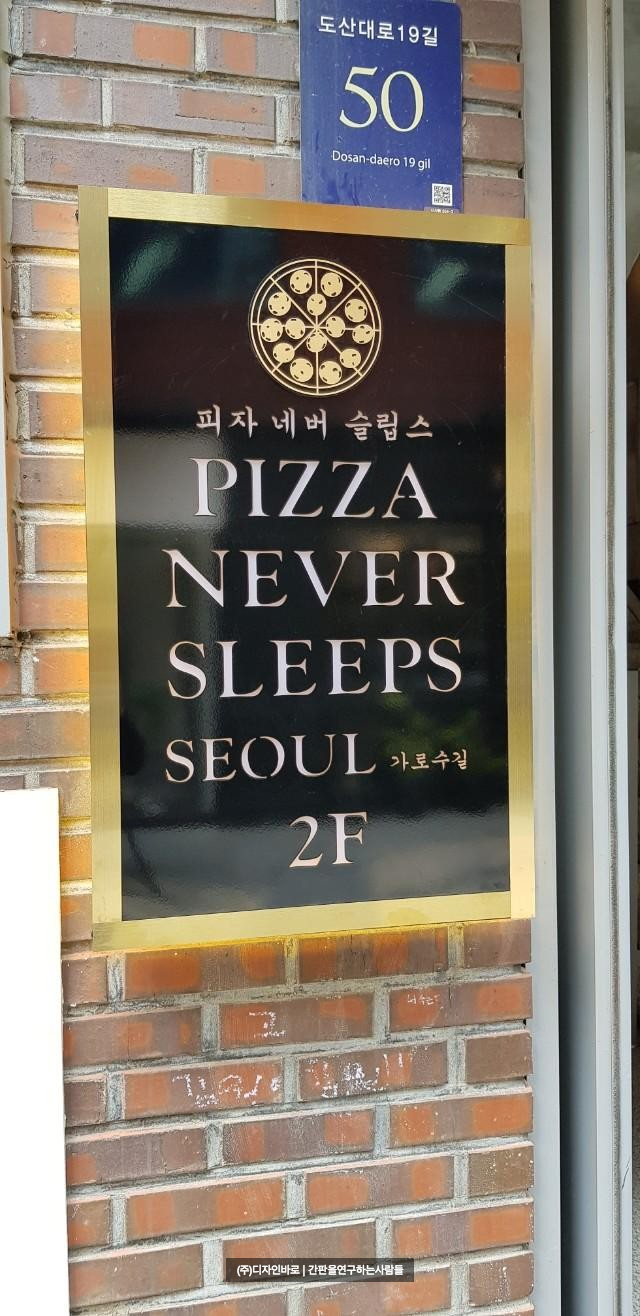 도산대로19길
50
Dosan-daero 19 gil
피자 네버 슬립스
PIZZA
NEVER
SLEEPS
SEOUL 가로수길
2F
(주)디자인바로 | 간판을연구하는사람들